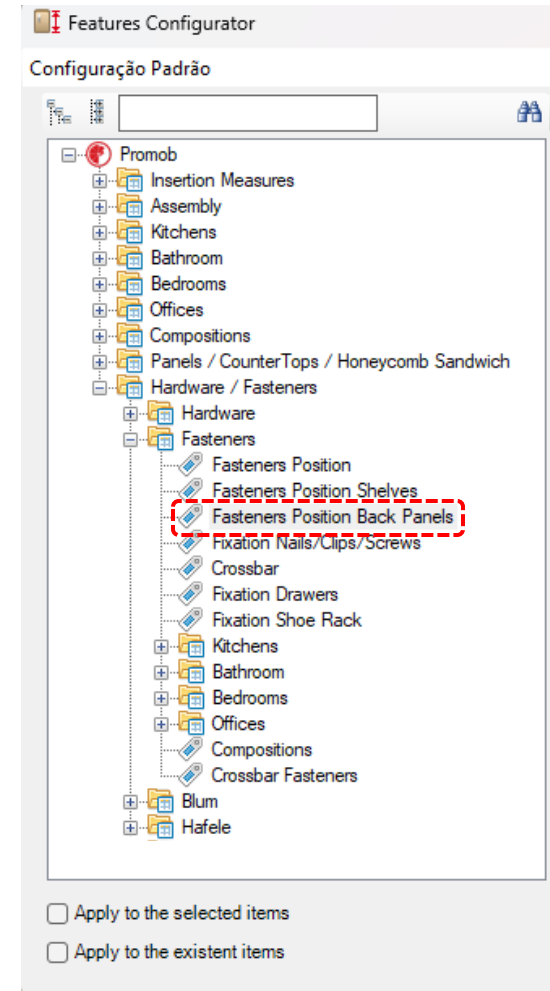 Features Configurator
Configuração Padrão
Promob
Insertion Measures
Assembly
Kitchens
Bathroom
Bedrooms
Offices
Compositions
Panels / CounterTops / Honeycomb Sandwich
Hardware / Fasteners
Hardware
Fasteners
Fasteners Position
Fasteners Position Shelves
Fasteners Position Back Panels
Fixation Nails/Clips/Screws
Crossbar
Fixation Drawers
Fixation Shoe Rack
Kitchens
Bathroom
Bedrooms
Offices
Compositions
Crossbar Fasteners
Blum
Hafele
Apply to the selected items
Apply to the existent items